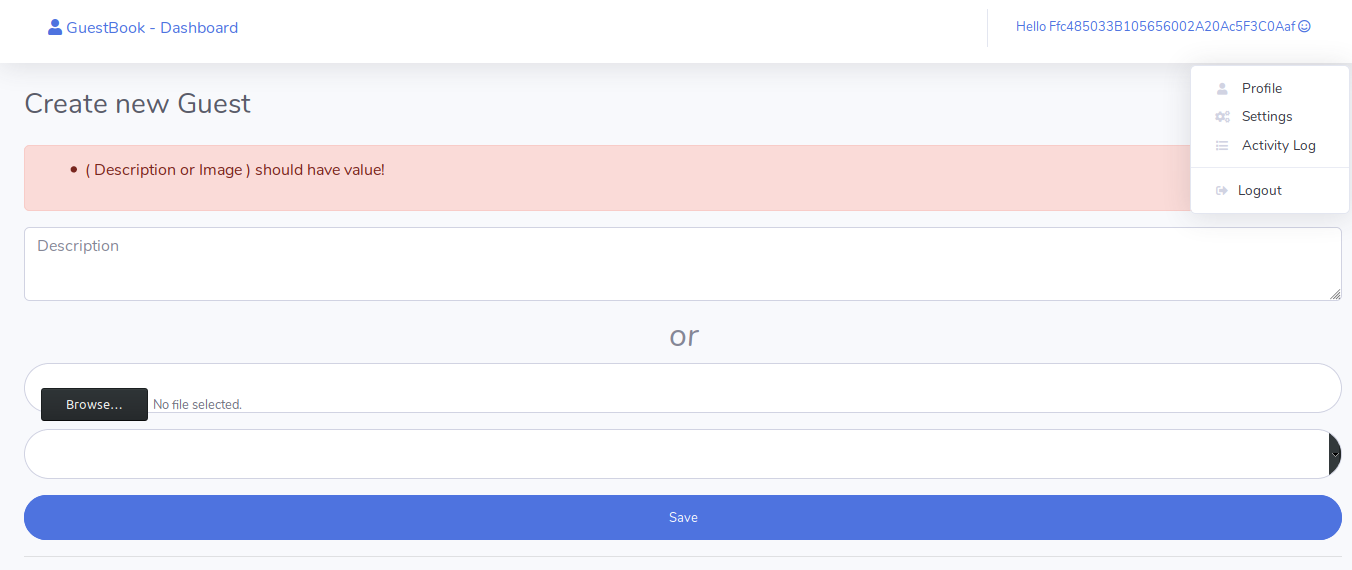 GuestBook - Dashboard
Hello Ffc485033B105656002A20Ac5F3C0Aaf
Profile
Settings
Activity Log
Logout
Create new Guest
( Description or Image ) should have value!
Description
or
Browse...
No file selected.
Save